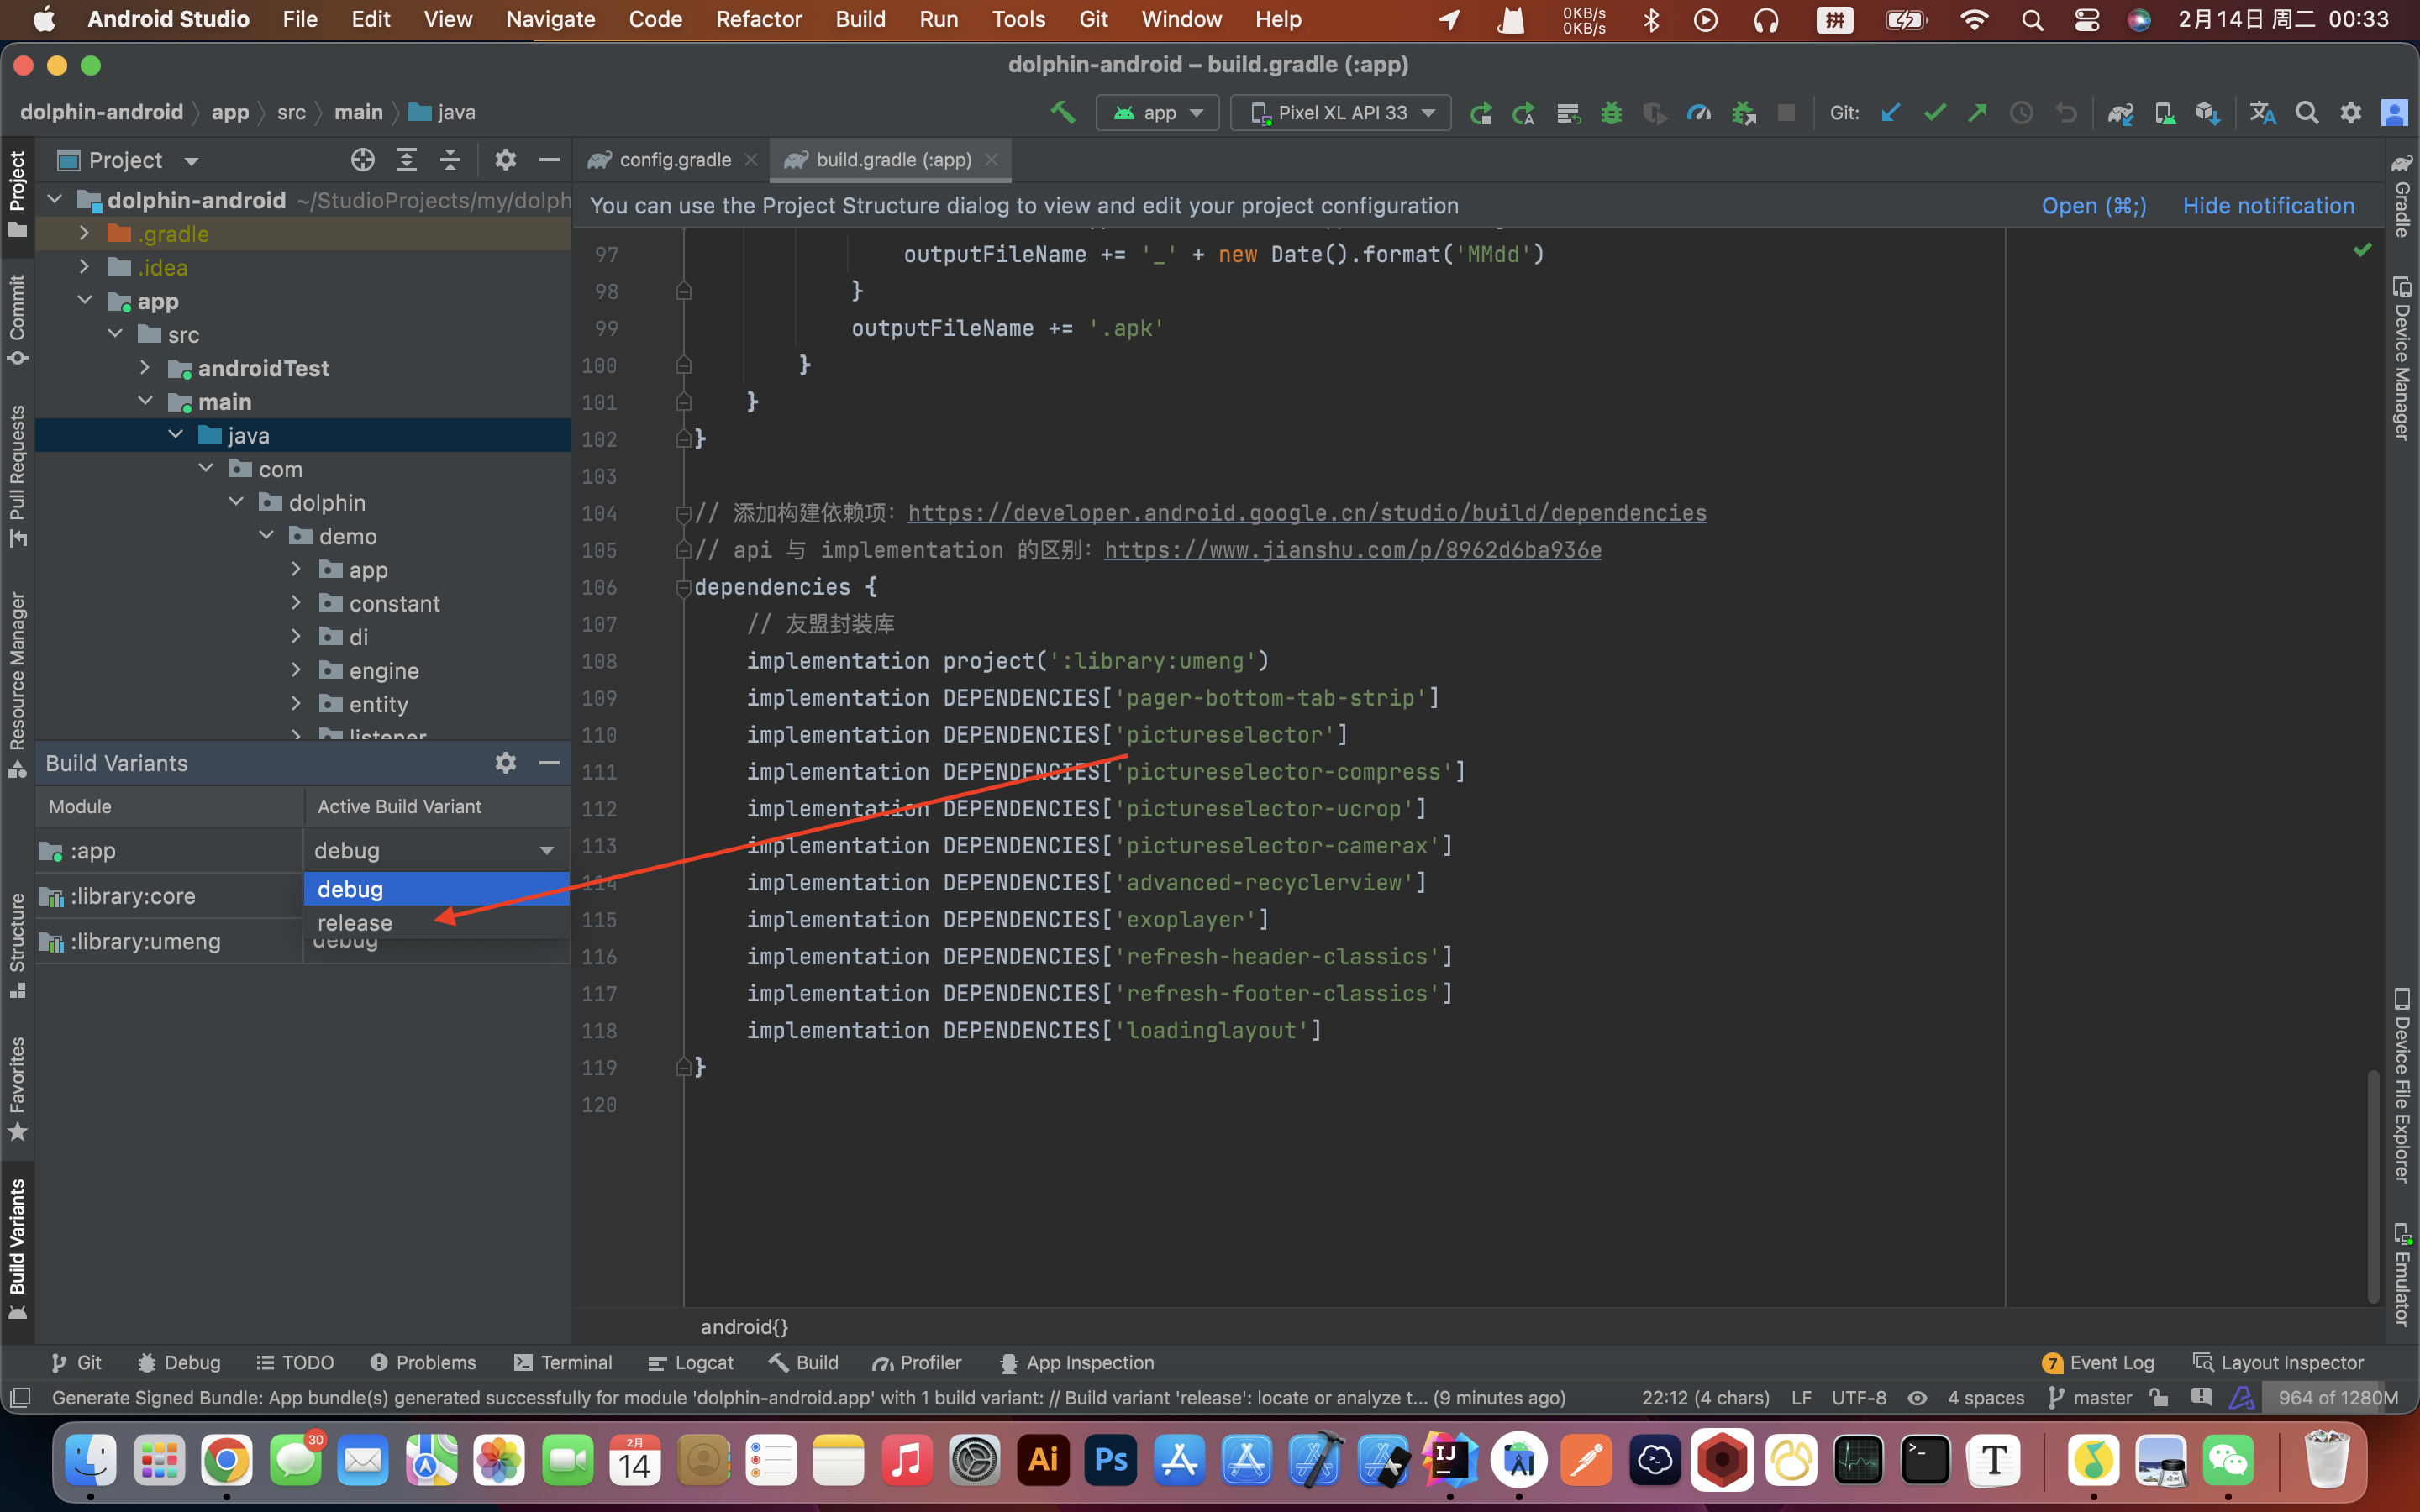 Android Studio File Edit View Navigate Code Refactor Build Run Tools Git Window Help 0KB/s 0KB/s 拼 2月14日 周二 00:33
dolphin-android – build.gradle (:app)
dolphin-android app src main java app Pixel XL API 33 Git:
Project
config.gradle build.gradle (:app)
dolphin-android ~/StudioProjects/my/dolph
You can use the Project Structure dialog to view and edit your project configuration Open (⌘;) Hide notification
.gradle
.idea
app
src
androidTest
main
java
com
dolphin
demo
app
constant
di
engine
entity
listener
97 outputFileName += '_' + new Date().format('MMdd')
98 }
99 outputFileName += '.apk'
100 }
101 }
102 }
103
104 // 添加构建依赖项：https://developer.android.google.cn/studio/build/dependencies
105 // api 与 implementation 的区别：https://www.jianshu.com/p/8962d6ba936e
106 dependencies {
107 // 友盟封装库
108 implementation project(':library:umeng')
109 implementation DEPENDENCIES['pager-bottom-tab-strip']
110 implementation DEPENDENCIES['pictureselector']
111 implementation DEPENDENCIES['pictureselector-compress']
112 implementation DEPENDENCIES['pictureselector-ucrop']
113 implementation DEPENDENCIES['pictureselector-camerax']
114 implementation DEPENDENCIES['advanced-recyclerview']
115 implementation DEPENDENCIES['exoplayer']
116 implementation DEPENDENCIES['refresh-header-classics']
117 implementation DEPENDENCIES['refresh-footer-classics']
118 implementation DEPENDENCIES['loadinglayout']
119 }
120
android{}
Build Variants
Module Active Build Variant
:app debug
:library:core debug
release
:library:umeng debug
Project
Commit
Pull Requests
Resource Manager
Structure
Favorites
Build Variants
Gradle
Device Manager
Device File Explorer
Emulator
Git Debug TODO Problems Terminal Logcat Build Profiler App Inspection 7 Event Log Layout Inspector
Generate Signed Bundle: App bundle(s) generated successfully for module 'dolphin-android.app' with 1 build variant: // Build variant 'release': locate or analyze t... (9 minutes ago) 22:12 (4 chars) LF UTF-8 4 spaces master 964 of 1280M
30 2月 14 Ai Ps IJ T